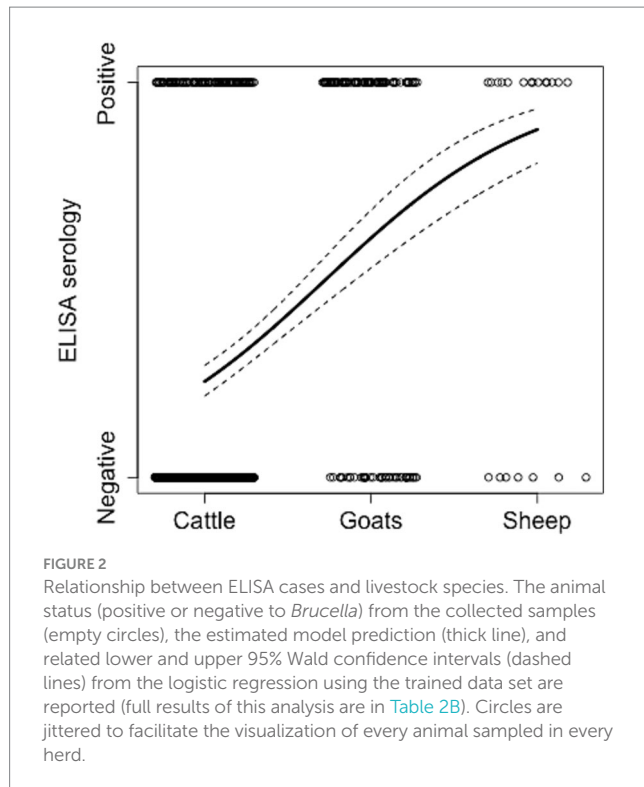 Positive
ELISA serology
Negative
Cattle Goats Sheep
FIGURE 2
Relationship between ELISA cases and livestock species. The animal
status (positive or negative to Brucella) from the collected samples
(empty circles), the estimated model prediction (thick line), and
related lower and upper 95% Wald confidence intervals (dashed
lines) from the logistic regression using the trained data set are
reported (full results of this analysis are in Table 2B). Circles are
jittered to facilitate the visualization of every animal sampled in every
herd.